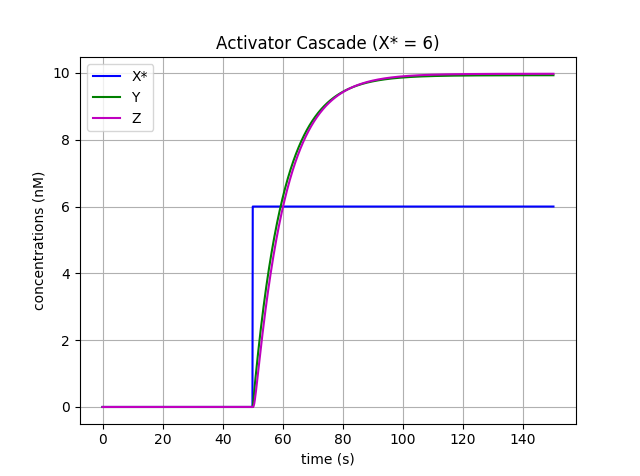 Activator Cascade (X* = 6)
X*
Y
Z
concentrations (nM)
10
8
6
4
2
0
0 20 40 60 80 100 120 140
time (s)